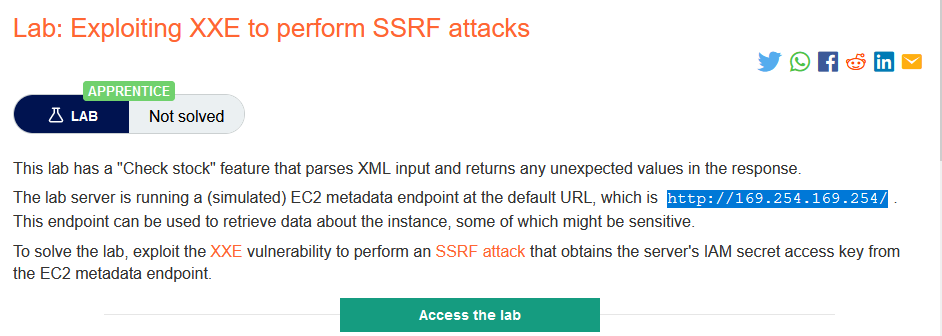 Lab: Exploiting XXE to perform SSRF attacks
APPRENTICE
LAB
Not solved
This lab has a "Check stock" feature that parses XML input and returns any unexpected values in the response.
The lab server is running a (simulated) EC2 metadata endpoint at the default URL, which is http://169.254.169.254/ .
This endpoint can be used to retrieve data about the instance, some of which might be sensitive.
To solve the lab, exploit the XXE vulnerability to perform an SSRF attack that obtains the server's IAM secret access key from
the EC2 metadata endpoint.
Access the lab